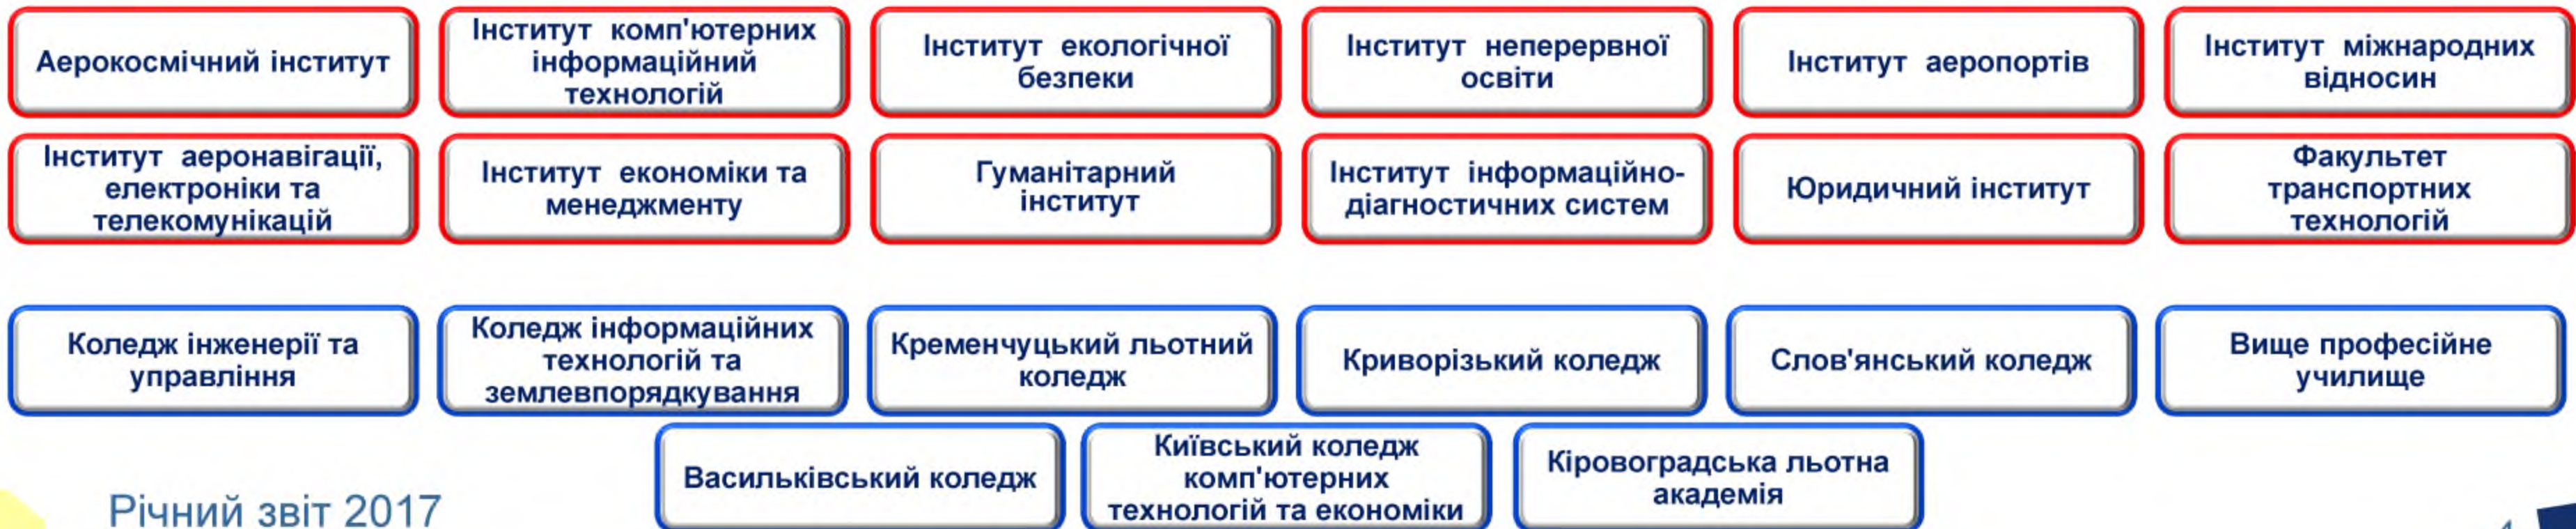 Аерокосмічний інститут
Інститут комп'ютерних
інформаційний
технологій
Інститут екологічної
безпеки
Інститут неперервної
освіти
Інститут аеропортів
Інститут міжнародних
відносин
Інститут аеронавігації,
електроніки та
телекомунікацій
Інститут економіки та
менеджменту
Гуманітарний
інститут
Інститут інформаційно-
діагностичних систем
Юридичний інститут
Факультет
транспортних
технологій
Коледж інженерії та
управління
Коледж інформаційних
технологій та
землевпорядкування
Кременчуцький льотний
коледж
Криворізький коледж
Слов'янський коледж
Вище професійне
училище
Васильківський коледж
Київський коледж
комп'ютерних
технологій та економіки
Кіровоградська льотна
академія
Річний звіт 2017